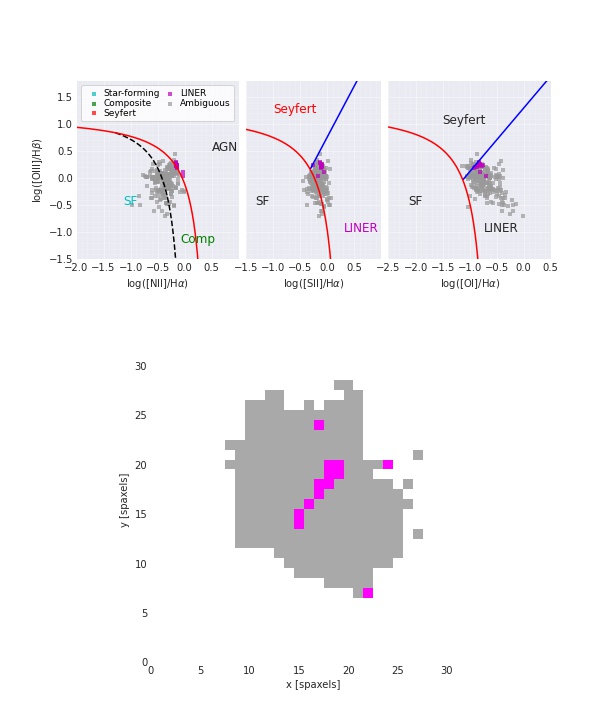 Star-forming LINER
Composite Ambiguous
Seyfert
AGN
SF
Comp
1.5
1.0
0.5
0.0
−0.5
−1.0
−1.5
log([OIII]/Hβ)
−2.0 −1.5 −1.0 −0.5 0.0 0.5
log([NII]/Hα)
Seyfert
SF
LINER
−1.5 −1.0 −0.5 0.0 0.5
log([SII]/Hα)
Seyfert
SF
LINER
−2.5 −2.0 −1.5 −1.0 −0.5 0.0 0.5
log([OI]/Hα)
30
25
20
15
10
5
0
y [spaxels]
0 5 10 15 20 25 30
x [spaxels]